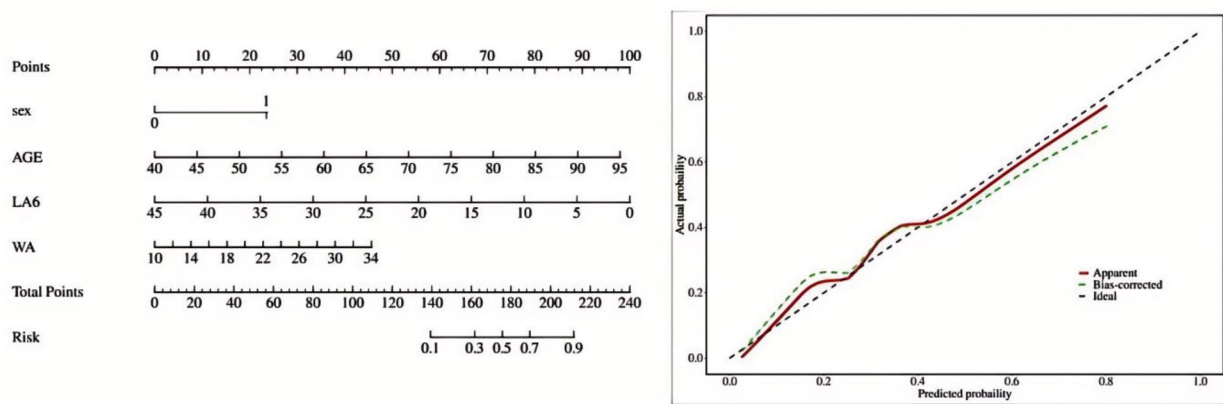 0 10 20 30 40 50 60 70 80 90 100
Points
1
sex
0
AGE
40 45 50 55 60 65 70 75 80 85 90 95
LA6
45 40 35 30 25 20 15 10 5 0
WA
10 14 18 22 26 30 34
Total Points
0 20 40 60 80 100 120 140 160 180 200 220 240
Risk
0.1 0.3 0.5 0.7 0.9
Actual probaility
1.0
0.8
0.6
0.4
0.2
0.0
Apparent
Bias-corrected
Ideal
0.0 0.2 0.4 0.6 0.8 1.0
Predicted probaility